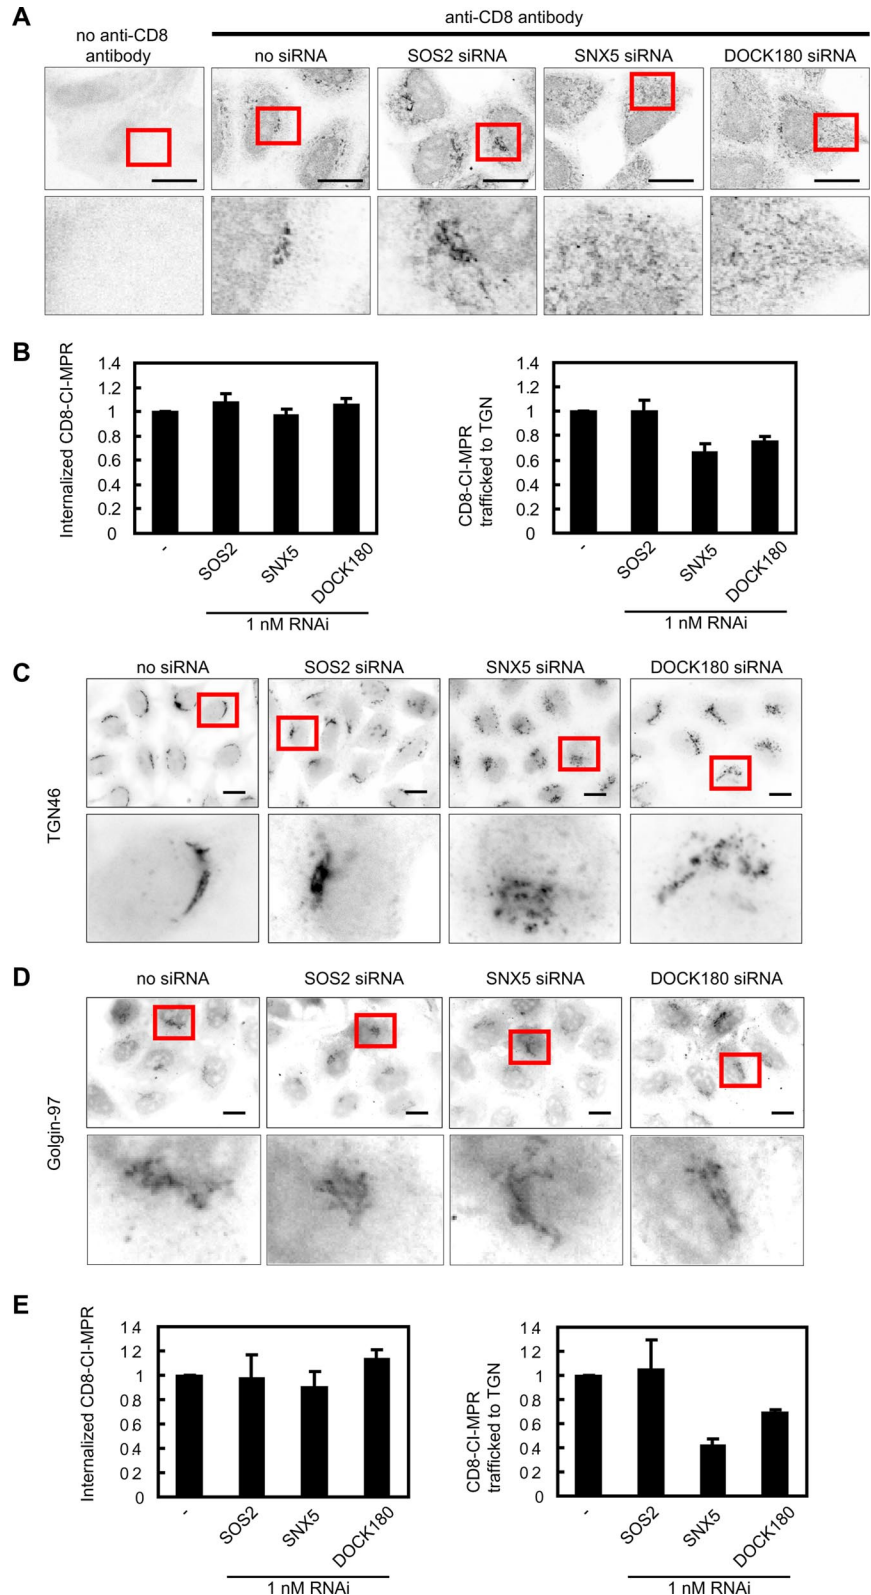 A
anti-CD8 antibody
no anti-CD8
antibody
no siRNA
SOS2 siRNA
SNX5 siRNA
DOCK180 siRNA
B
Internalized CD8-CI-MPR
1.4
1.2
1
0.8
0.6
0.4
0.2
0
-
SOS2
SNX5
DOCK180
1 nM RNAi
CD8-CI-MPR
trafficked to TGN
1.4
1.2
1
0.8
0.6
0.4
0.2
0
-
SOS2
SNX5
DOCK180
1 nM RNAi
C
no siRNA
SOS2 siRNA
SNX5 siRNA
DOCK180 siRNA
TGN46
D
no siRNA
SOS2 siRNA
SNX5 siRNA
DOCK180 siRNA
Golgin-97
E
Internalized CD8-CI-MPR
1 4
1 2
1
0 8
0 6
0 4
0 2
0
-
SOS2
SNX5
DOCK180
1 nM RNAi
CD8-CI-MPR
trafficked to TGN
1 4
1 2
1
0 8
0 6
0 4
0 2
0
-
SOS2
SNX5
DOCK180
1 nM RNAi